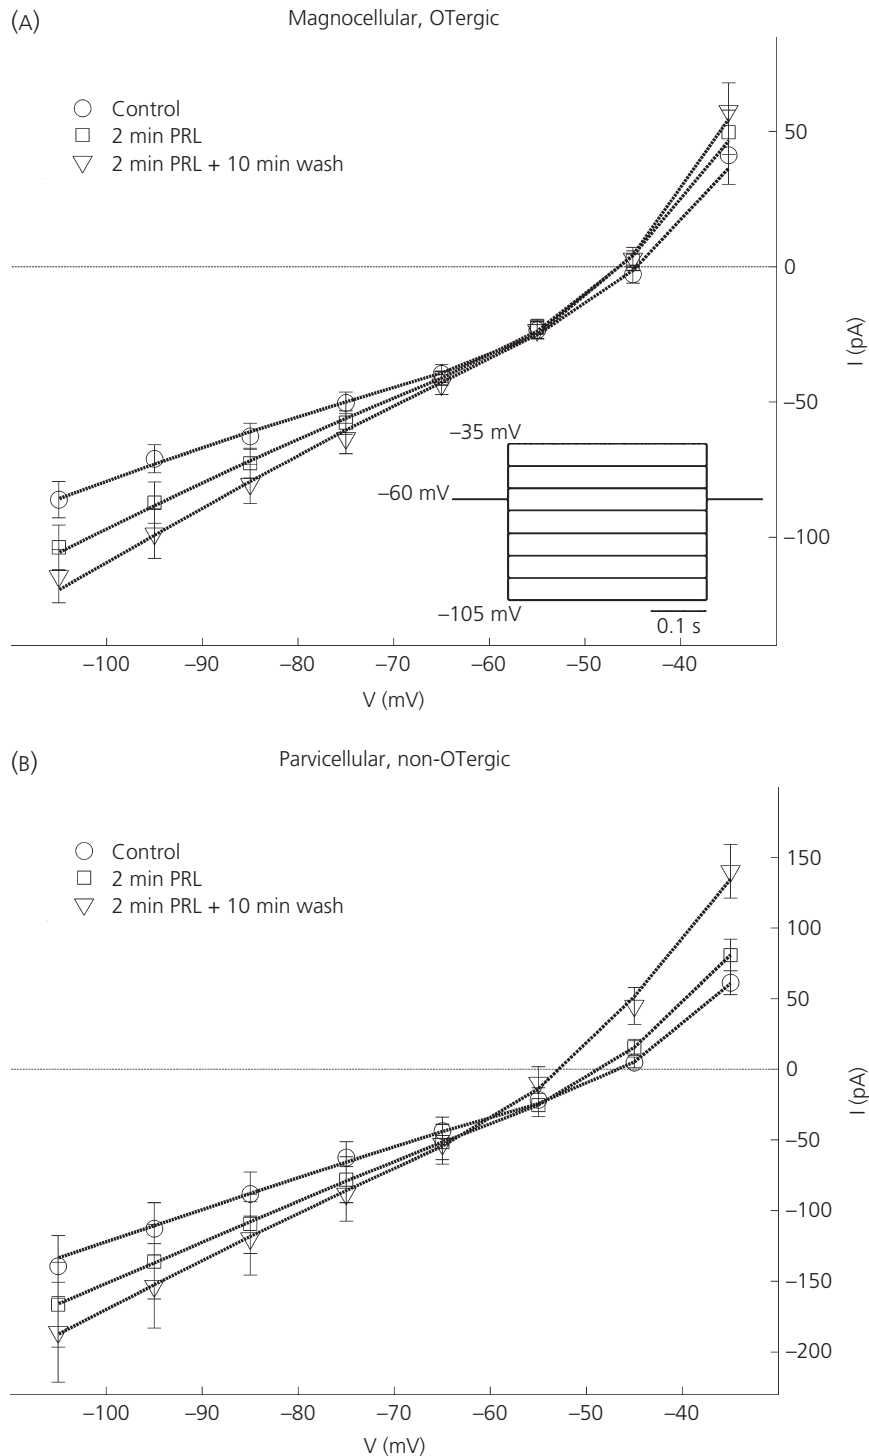 (A)
Magnocellular, OTergic
Control
2 min PRL
2 min PRL + 10 min wash
50
0
–50
–100
I (pA)
–35 mV
–60 mV
–105 mV
0.1 s
–100 –90 –80 –70 –60 –50 –40
V (mV)
(B)
Parvicellular, non-OTergic
Control
2 min PRL
2 min PRL + 10 min wash
150
100
50
0
–50
–100
–150
–200
I (pA)
–100 –90 –80 –70 –60 –50 –40
V (mV)